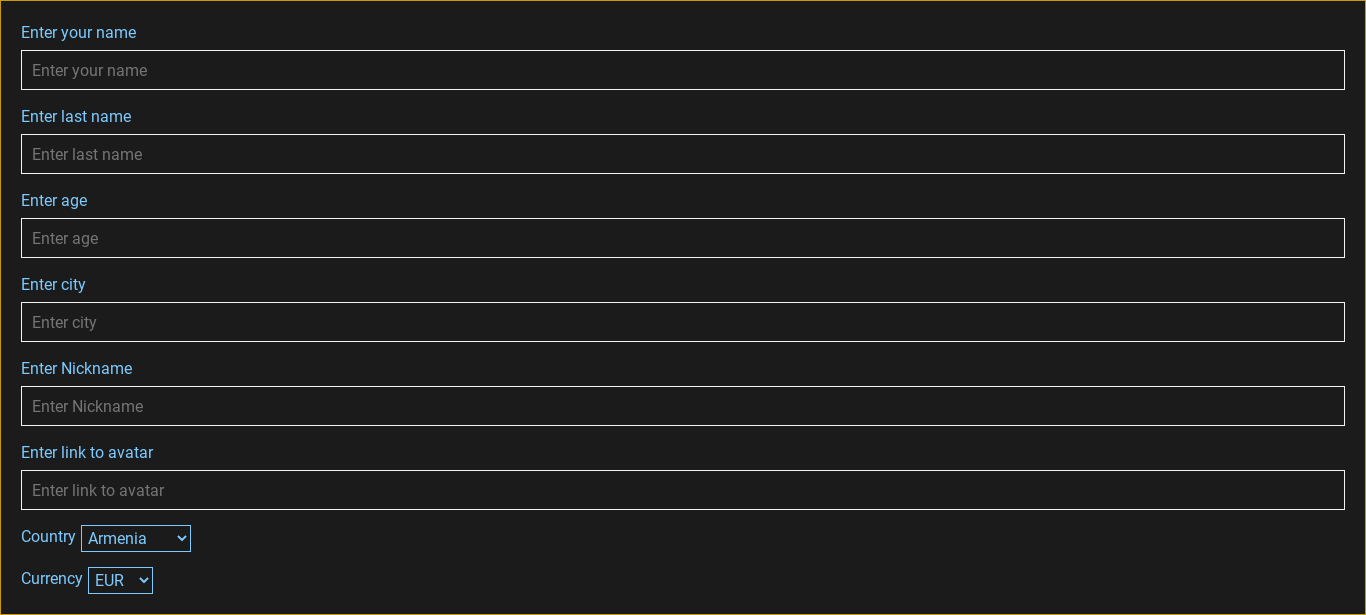 Enter your name
Enter your name
Enter last name
Enter last name
Enter age
Enter age
Enter city
Enter city
Enter Nickname
Enter Nickname
Enter link to avatar
Enter link to avatar
Country Armenia
Currency EUR